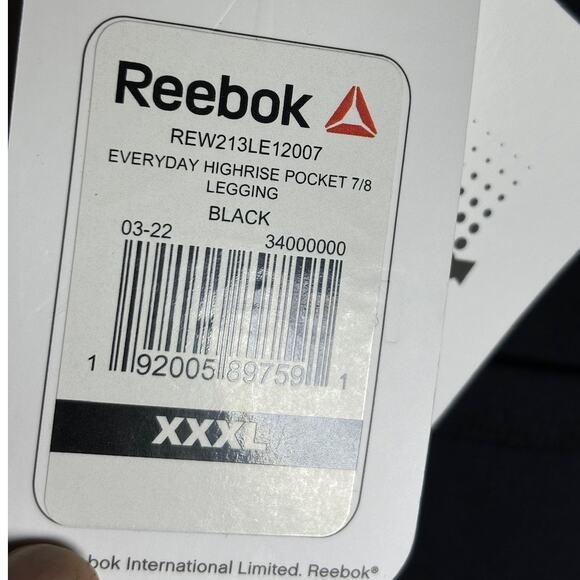 Reebok
REW213LE12007
EVERYDAY HIGHRISE POCKET 7/8
LEGGING
BLACK
03-22 34000000
1 92005 89759 1
XXXL
bok International Limited. Reebok®